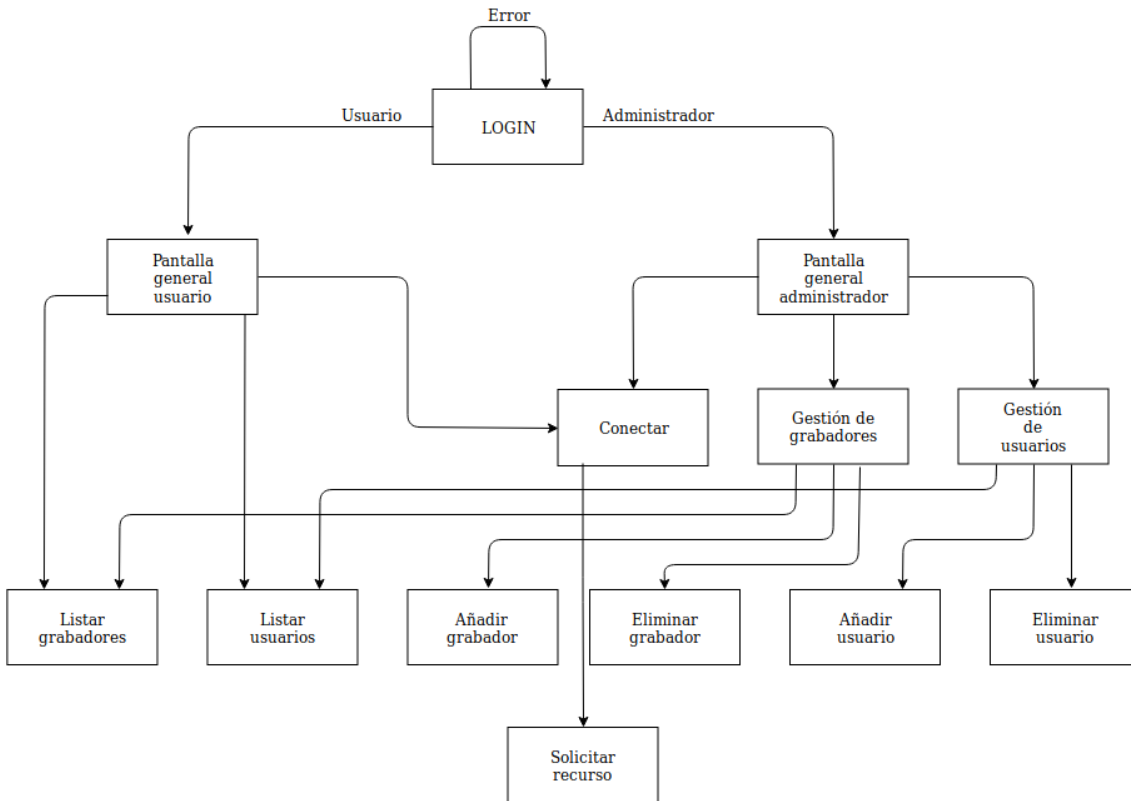 Error
Usuario
LOGIN
Administrador
Pantalla
general
usuario
Pantalla
general
administrador
Conectar
Gestión de
grabadores
Gestión
de
usuarios
Listar
grabadores
Listar
usuarios
Añadir
grabador
Eliminar
grabador
Añadir
usuario
Eliminar
usuario
Solicitar
recurso